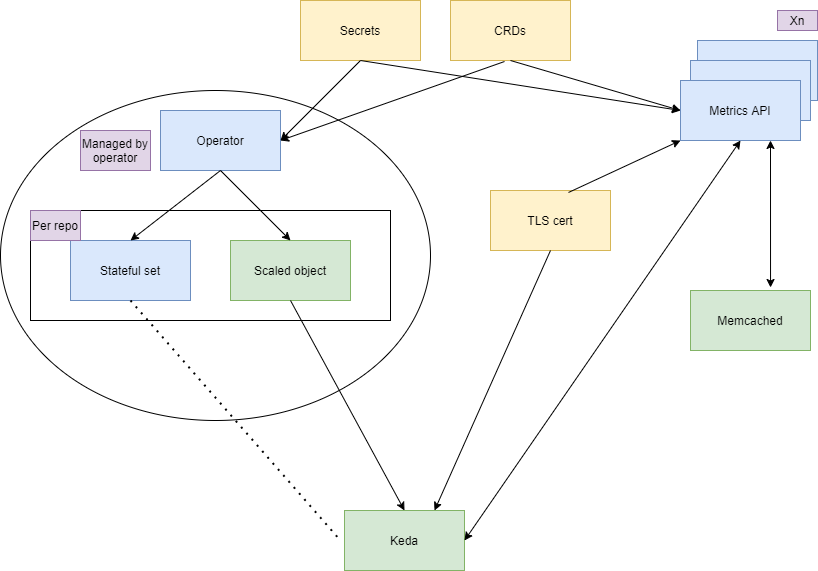 Secrets
CRDs
Xn
Metrics API
Operator
Managed by
operator
Per repo
TLS cert
Stateful set
Scaled object
Memcached
Keda